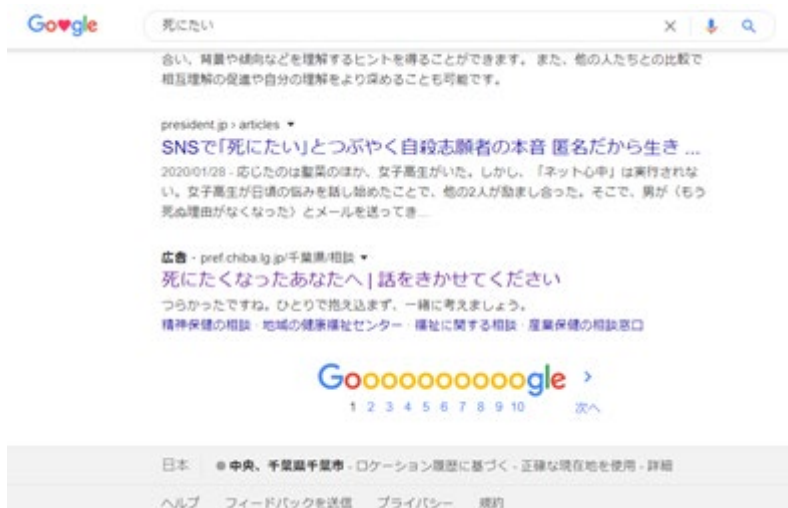 Go♥gle
死にたい
合い、背景や傾向などを理解するヒントを得ることができます。 また、他の人たちとの比較で
相互理解の促進や自分の理解をより深めることも可能です。
president.jp › articles ▼
SNSで「死にたい」とつぶやく自殺志願者の本音 匿名だから生き ...
2020/01/28 - 応じたのは聖菜のほか、女子高生がいた。しかし、「ネット心中」は実行されな
い。女子高生が日頃の悩みを話し始めたことで、他の2人が励まし合った。そこで、男が〈もう
死ぬ理由がなくなった〉とメールを送ってき...
広告 · pref.chiba.lg.jp/千葉県/相談 ▼
死にたくなったあなたへ | 話をきかせてください
つらかったですね。ひとりで抱え込まず、一緒に考えましょう。
精神保健の相談 · 地域の健康福祉センター · 福祉に関する相談 · 産業保健の相談窓口
Goooooooooogle >
1 2 3 4 5 6 7 8 9 10 次へ
日本 ● 中央、千葉県千葉市 - ロケーション履歴に基づく - 正確な現在地を使用 - 詳細
ヘルプ フィードバックを送信 プライバシー 規約